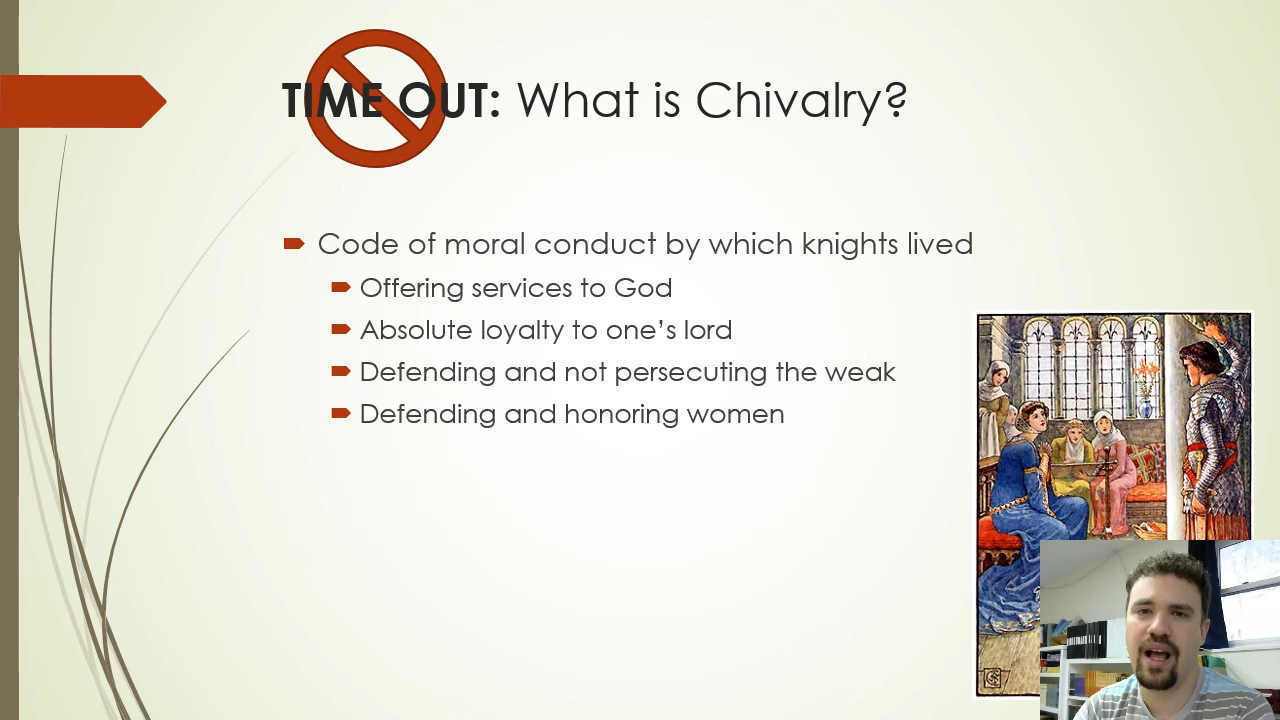 TIME OUT: What is Chivalry?
Code of moral conduct by which knights lived
Offering services to God
Absolute loyalty to one's lord
Defending and not persecuting the weak
Defending and honoring women